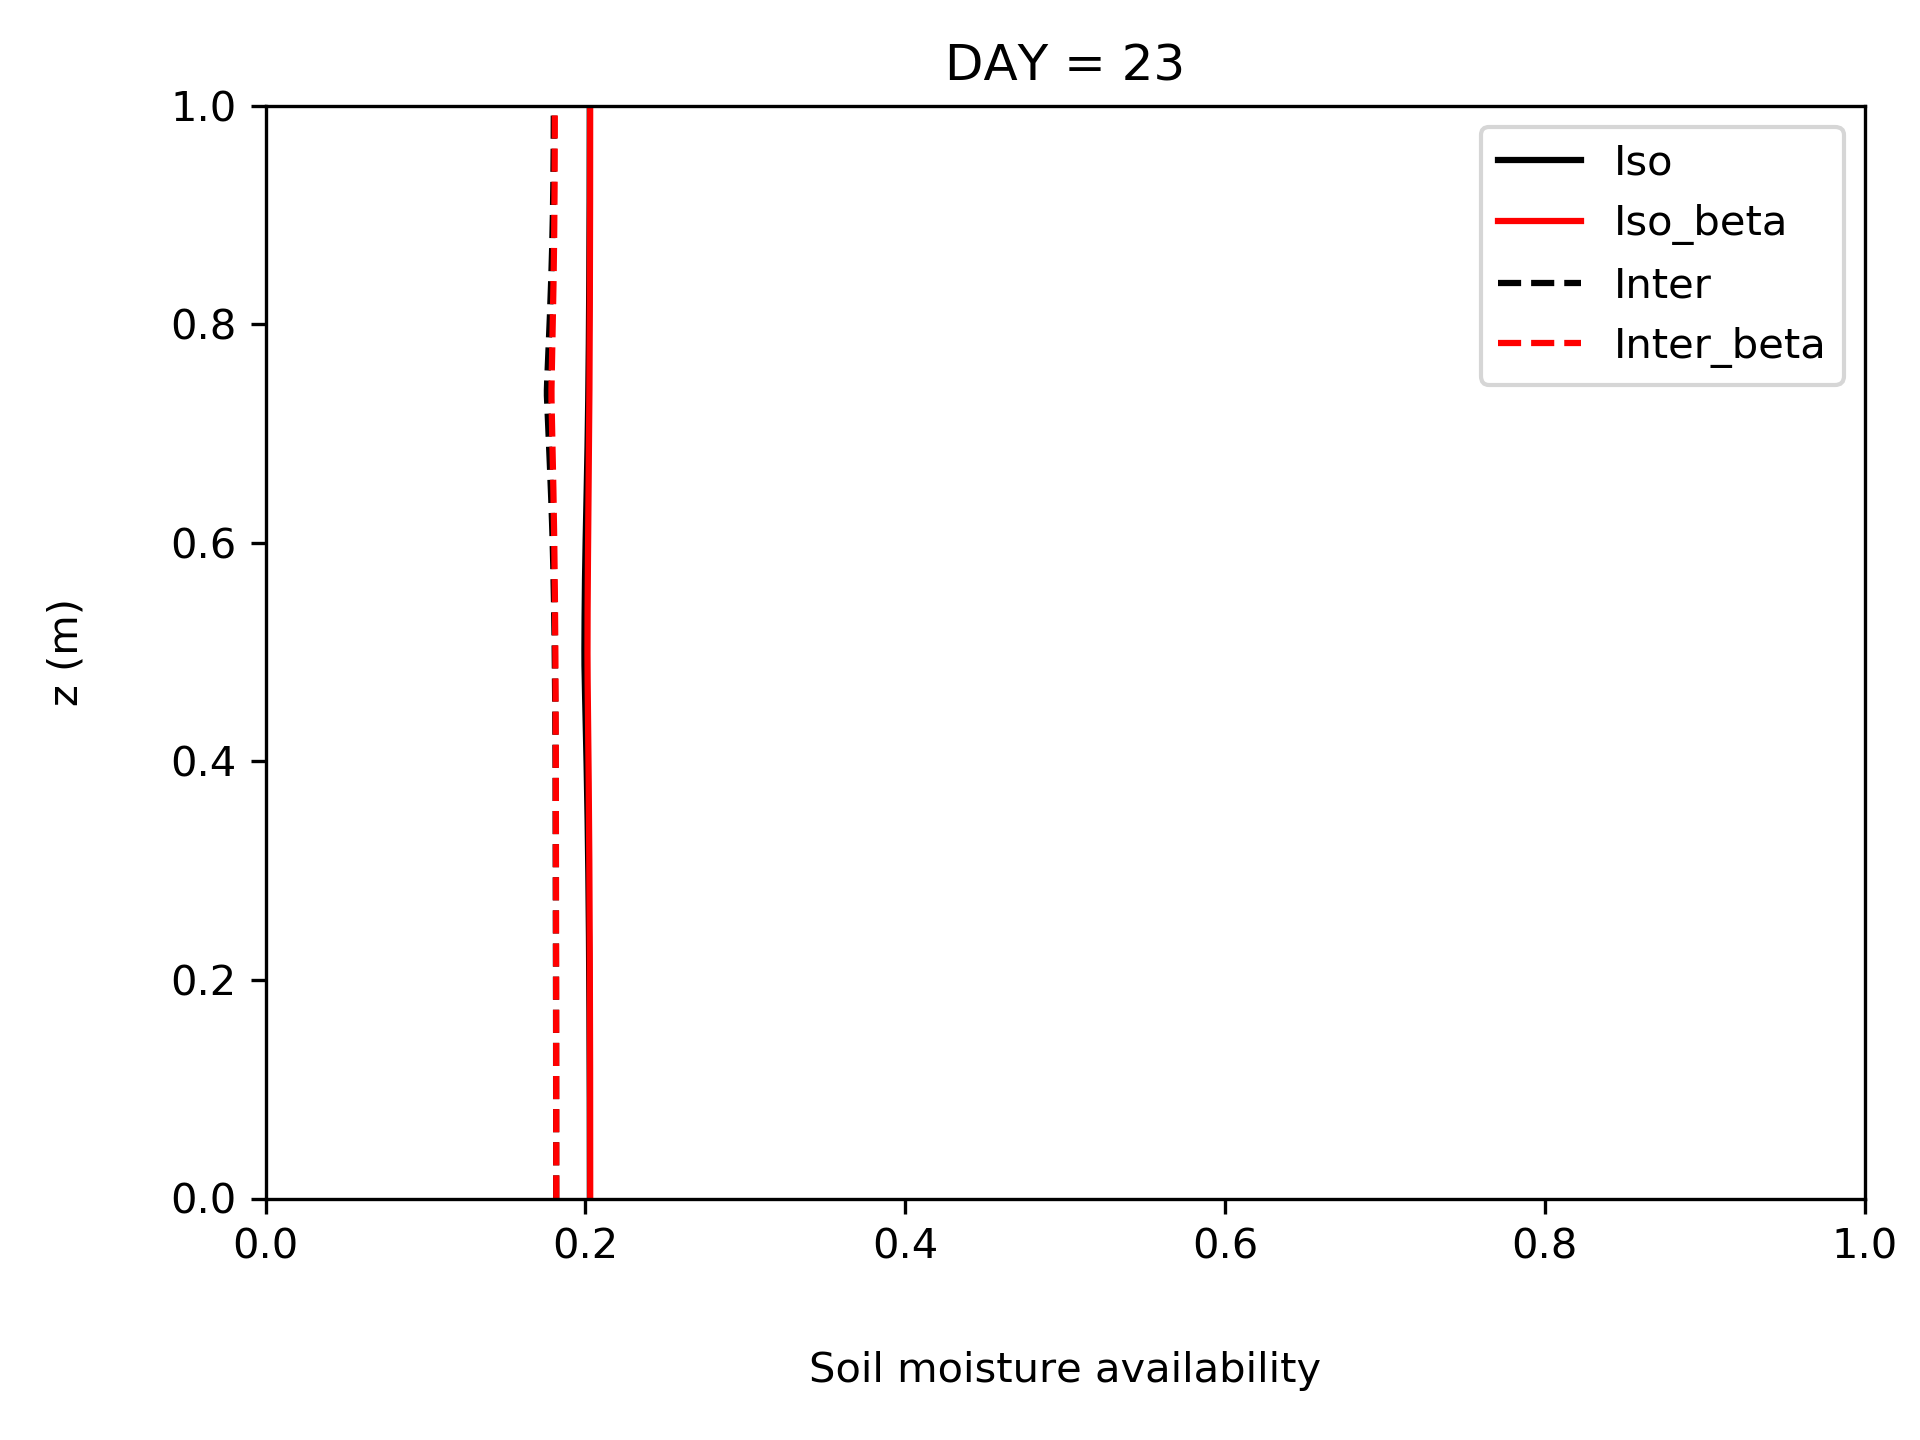 DAY = 23
1.0
0.8
0.6
0.4
0.2
0.0
z (m)
0.0 0.2 0.4 0.6 0.8 1.0
Soil moisture availability
Iso
Iso_beta
Inter
Inter_beta